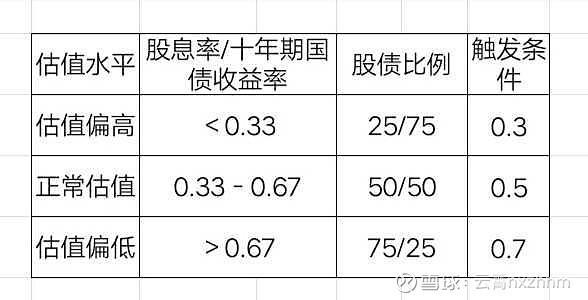 估值水平 股息率/十年期国债收益率 股债比例 触发条件
估值偏高 <0.33 25/75 0.3
正常估值 0.33-0.67 50/50 0.5
估值偏低 >0.67 75/25 0.7
雪球:云霄nxzhnm